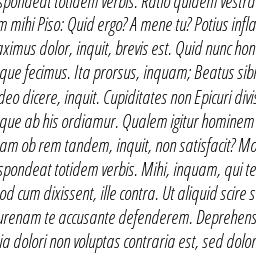 spondeat totidem verbis. Ratio quidem vestra
m mihi Piso: Quid ergo? A mene tu? Potius infla
aximus dolor, inquit, brevis est. Quid nunc hon
que fecimus. Ita prorsus, inquam; Beatus sibi
deo dicere, inquit. Cupiditates non Epicuri divis
que ab his ordiamur. Qualem igitur hominem
am ob rem tandem, inquit, non satisfacit? Mo
spondeat totidem verbis. Mihi, inquam, qui te
od cum dixissent, ille contra. Ut aliquid scire s
urenam te accusante defenderem. Deprehens
ia dolori non voluptas contraria est, sed dolor